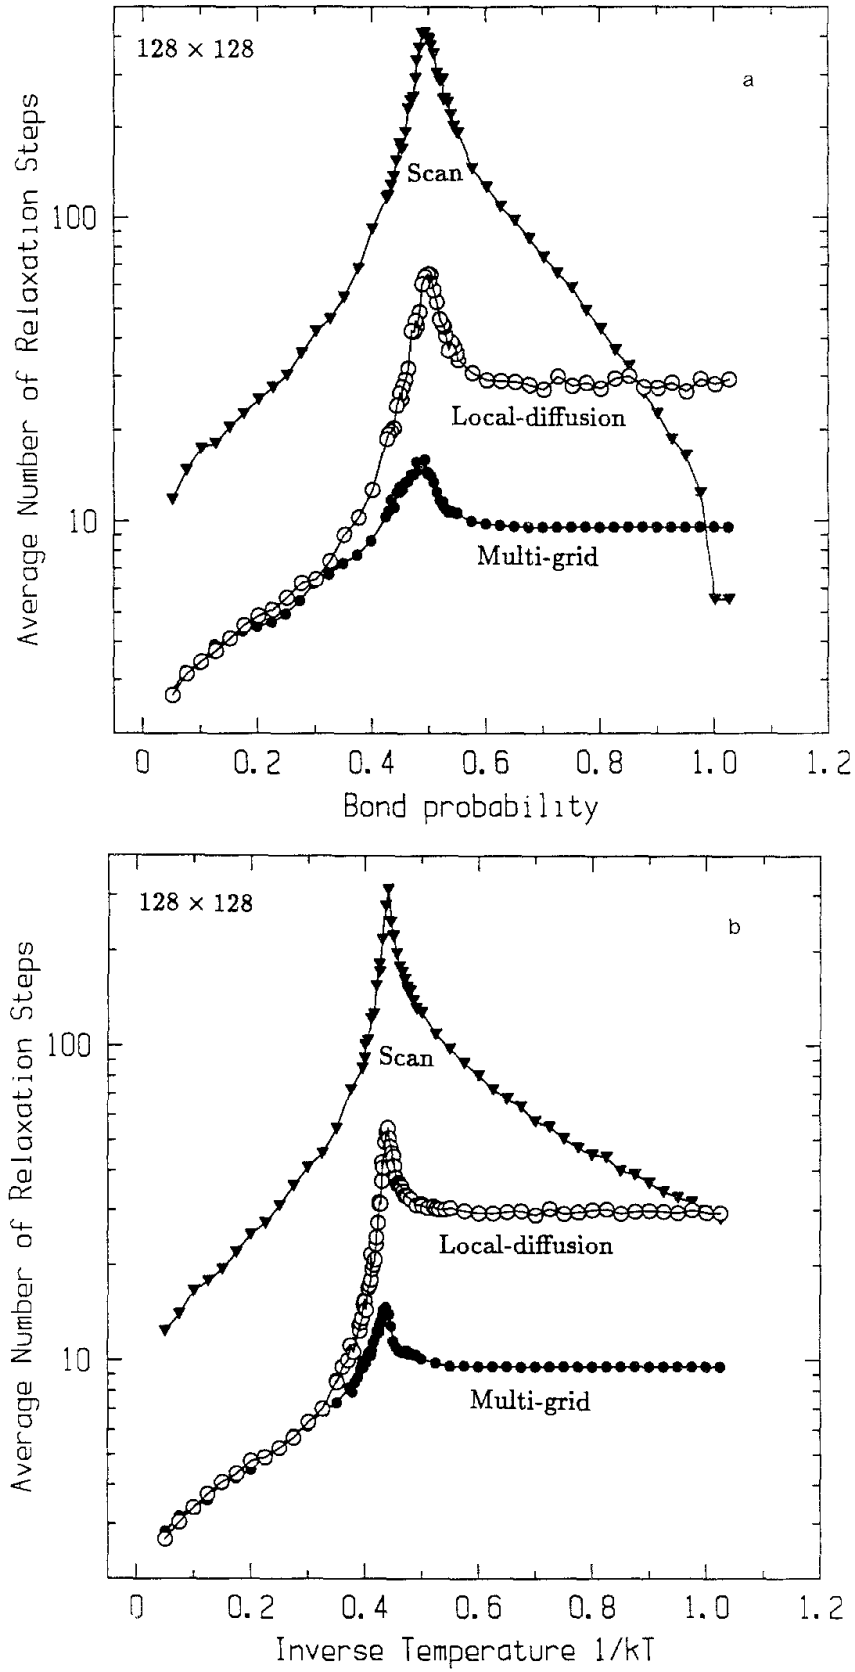 128 × 128
a
Average Number of Relaxation Steps
100
10
Scan
Local-diffusion
Multi-grid
0 0.2 0.4 0.6 0.8 1.0 1.2
Bond probability
128 × 128
b
Average Number of Relaxation Steps
100
10
Scan
Local-diffusion
Multi-grid
0 0.2 0.4 0.6 0.8 1.0 1.2
Inverse Temperature 1/kT